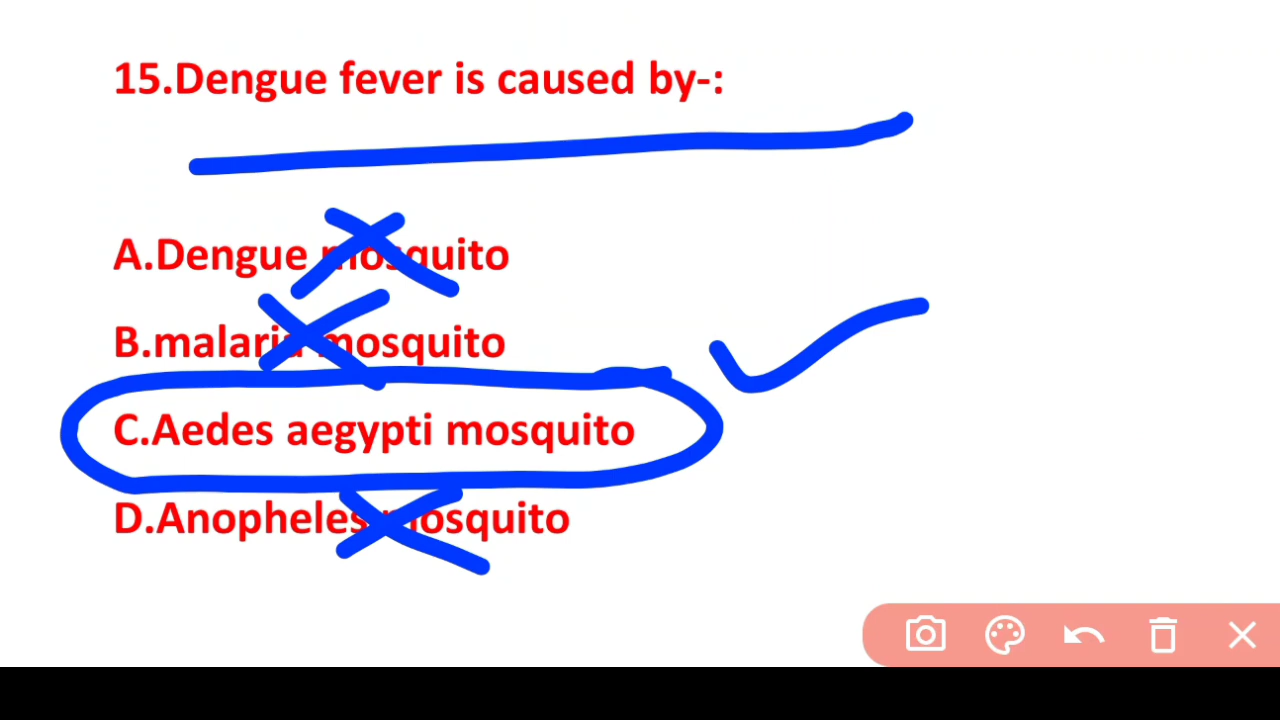 15.Dengue fever is caused by-:
A.Dengue mosquito
B.malaria mosquito
C.Aedes aegypti mosquito
D.Anopheles mosquito